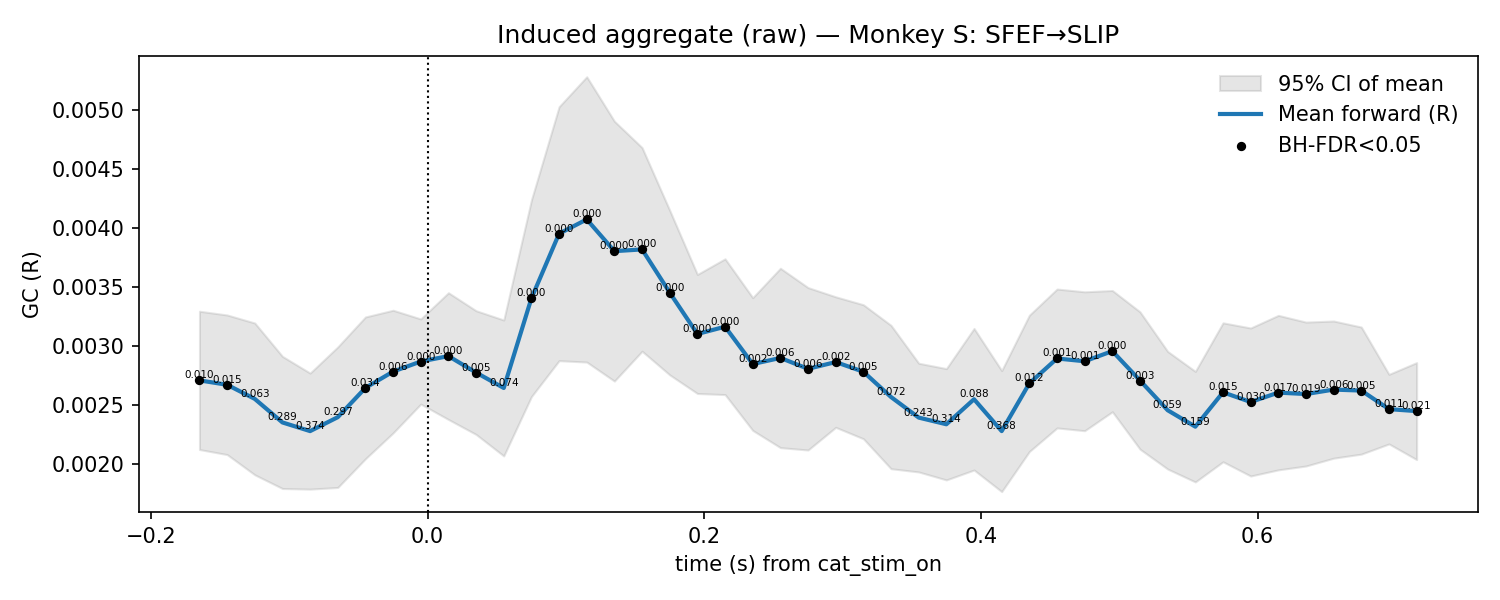 Induced aggregate (raw) — Monkey S: SFEF→SLIP
GC (R)
0.0050
0.0045
0.0040
0.0035
0.0030
0.0025
0.0020
95% CI of mean
Mean forward (R)
BH-FDR<0.05
0.010 0.015 0.063 0.289 0.374 0.297 0.034 0.006 0.000 0.000 0.005 0.074 0.000 0.000 0.000 0.000 0.000 0.000 0.000 0.000 0.002 0.006 0.006 0.002 0.005 0.072 0.243 0.314 0.088 0.368 0.012 0.001 0.001 0.000 0.003 0.059 0.159 0.015 0.030 0.017 0.019 0.006 0.005 0.011 0.021
−0.2 0.0 0.2 0.4 0.6
time (s) from cat_stim_on